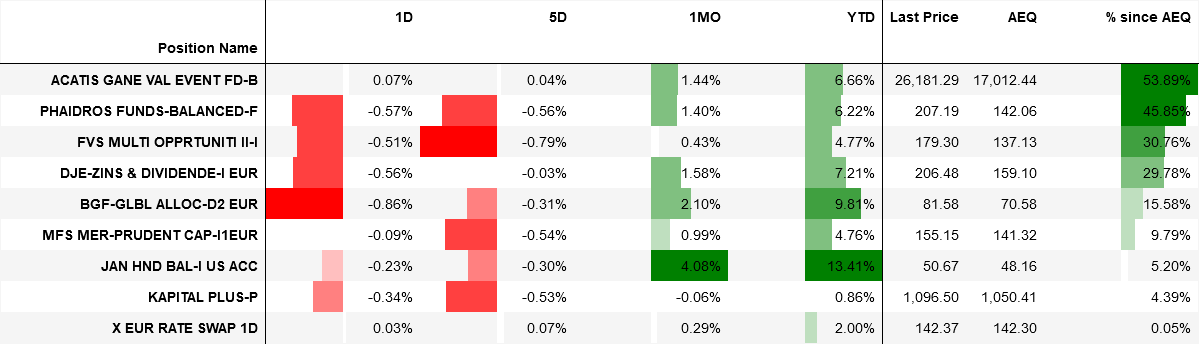 1D 5D 1MO YTD Last Price AEQ % since AEQ
Position Name
ACATIS GANE VAL EVENT FD-B 0.07% 0.04% 1.44% 6.66% 26,181.29 17,012.44 53.89%
PHAIDROS FUNDS-BALANCED-F -0.57% -0.56% 1.40% 6.22% 207.19 142.06 45.85%
FVS MULTI OPPRTUNITI II-I -0.51% -0.79% 0.43% 4.77% 179.30 137.13 30.76%
DJE-ZINS & DIVIDENDE-I EUR -0.56% -0.03% 1.58% 7.21% 206.48 159.10 29.78%
BGF-GLBL ALLOC-D2 EUR -0.86% -0.31% 2.10% 9.81% 81.58 70.58 15.58%
MFS MER-PRUDENT CAP-I1EUR -0.09% -0.54% 0.99% 4.76% 155.15 141.32 9.79%
JAN HND BAL-I US ACC -0.23% -0.30% 4.08% 13.41% 50.67 48.16 5.20%
KAPITAL PLUS-P -0.34% -0.53% -0.06% 0.86% 1,096.50 1,050.41 4.39%
X EUR RATE SWAP 1D 0.03% 0.07% 0.29% 2.00% 142.37 142.30 0.05%